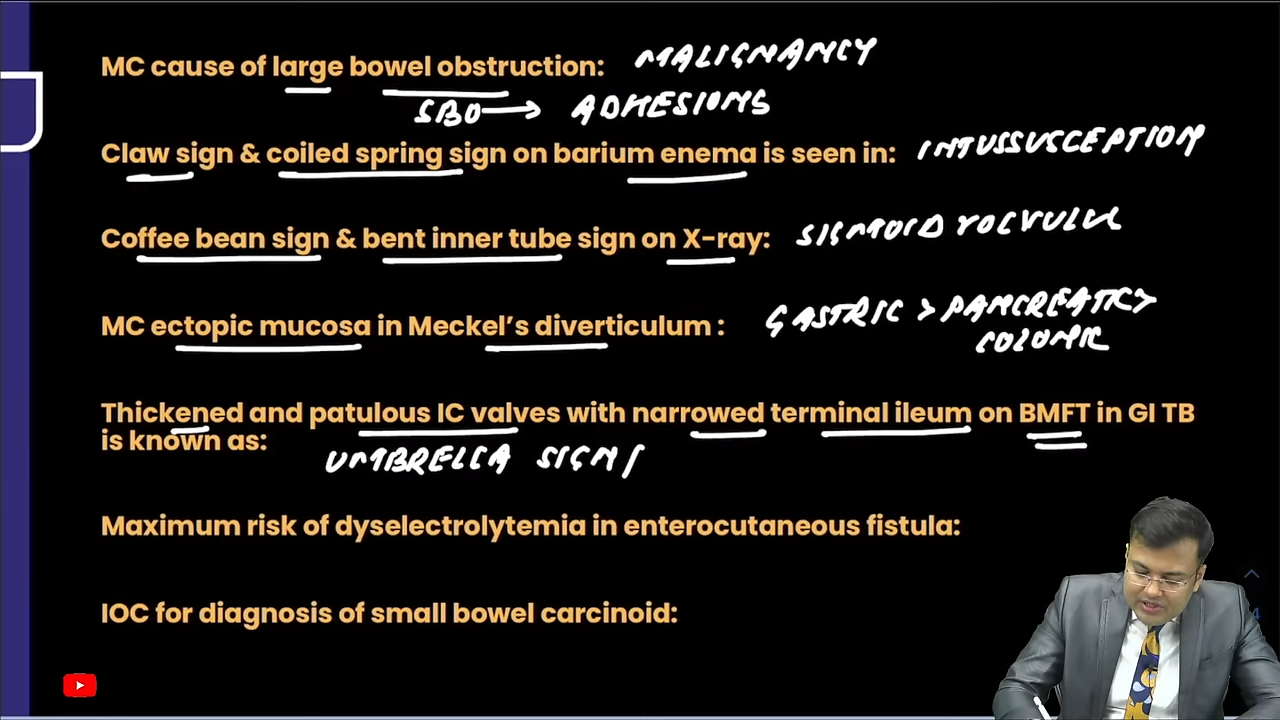 MC cause of large bowel obstruction: MALIGNANCY
SBO → ADHESIONS
Claw sign & coiled spring sign on barium enema is seen in: INTUSSUSCEPTION
Coffee bean sign & bent inner tube sign on X-ray: SIGMOID
MC ectopic mucosa in Meckel's diverticulum : GASTRIC > PANCREATIC >
COLONIC
Thickened and patulous IC valves with narrowed terminal ileum on BMFT in GI TB
is known as: UMBRELLA SIGN/
Maximum risk of dyselectrolytemia in enterocutaneous fistula:
IOC for diagnosis of small bowel carcinoid:
4